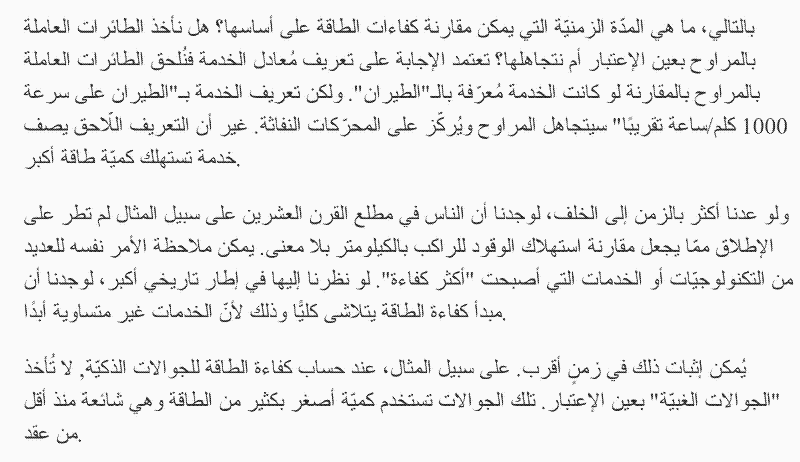 بالتالي، ما هي المدّة الزمنيّة التي يمكن مقارنة كفاءات الطاقة على أساسها؟ هل نأخذ الطائرات العاملة
بالمراوح بعين الإعتبار أم نتجاهلها؟ تعتمد الإجابة على تعريف مُعادل الخدمة فنُلحق الطائرات العاملة
بالمراوح بالمقارنة لو كانت الخدمة مُعرّفة بالـ"الطيران". ولكن تعريف الخدمة بـ"الطيران على سرعة
1000 كلم/ساعة تقريبًا" سيتجاهل المراوح ويُركّز على المحرّكات النفاثة. غير أن التعريف اللّاحق يصف
خدمة تستهلك كميّة طاقة أكبر.
ولو عدنا أكثر بالزمن إلى الخلف، لوجدنا أن الناس في مطلع القرن العشرين على سبيل المثال لم تطر على
الإطلاق ممّا يجعل مقارنة استهلاك الوقود للراكب بالكيلومتر بلا معنى. يمكن ملاحظة الأمر نفسه للعديد
من التكنولوجيّات أو الخدمات التي أصبحت "أكثر كفاءة". لو نظرنا إليها في إطار تاريخي أكبر، لوجدنا أن
مبدأ كفاءة الطاقة يتلاشى كليًّا وذلك لأنّ الخدمات غير متساوية أبدًا.
يُمكن إثبات ذلك في زمنٍ أقرب. على سبيل المثال، عند حساب كفاءة الطاقة للجوالات الذكيّة, لا تُأخذ
"الجوالات الغبيّة" بعين الإعتبار. تلك الجوالات تستخدم كميّة أصغر بكثير من الطاقة وهي شائعة منذ أقل
من عقد.